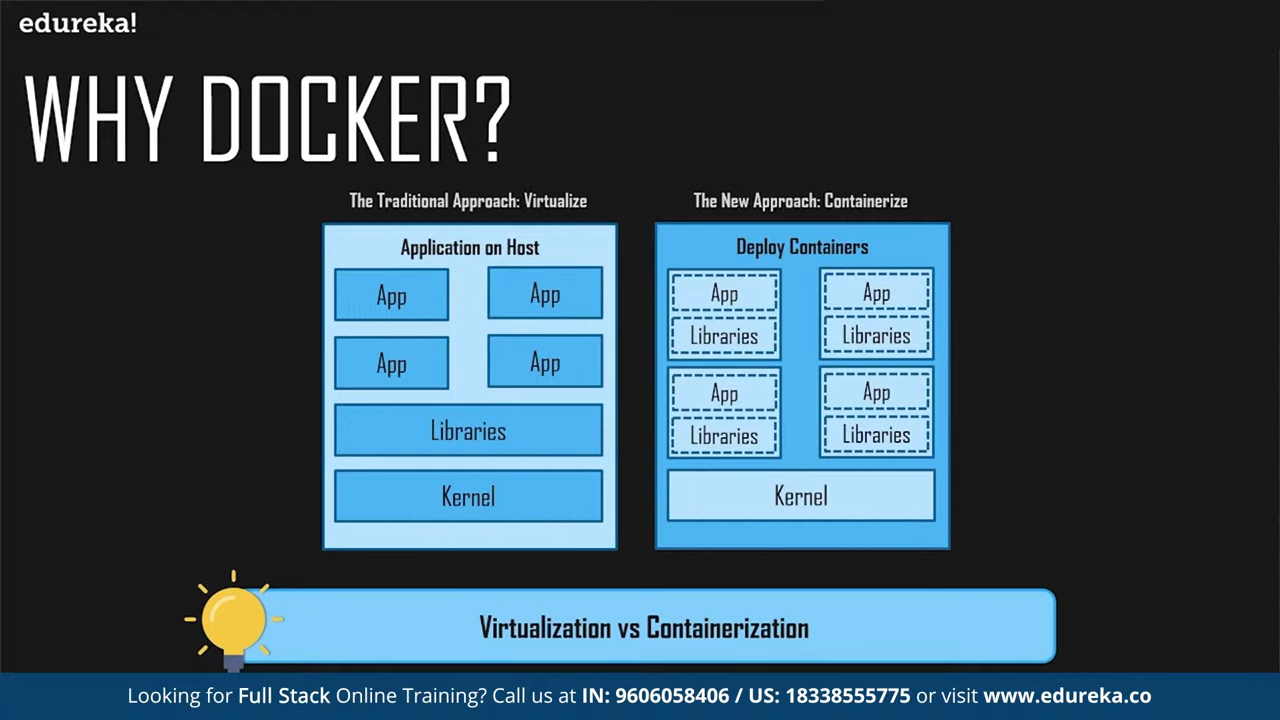 edureka!
WHY DOCKER?
The Traditional Approach: Virtualize
Application on Host
App
App
App
App
Libraries
Kernel
The New Approach: Containerize
Deploy Containers
App
Libraries
App
Libraries
App
Libraries
App
Libraries
Kernel
Virtualization vs Containerization
Looking for Full Stack Online Training? Call us at IN: 9606058406 / US: 18338555775 or visit www.edureka.co